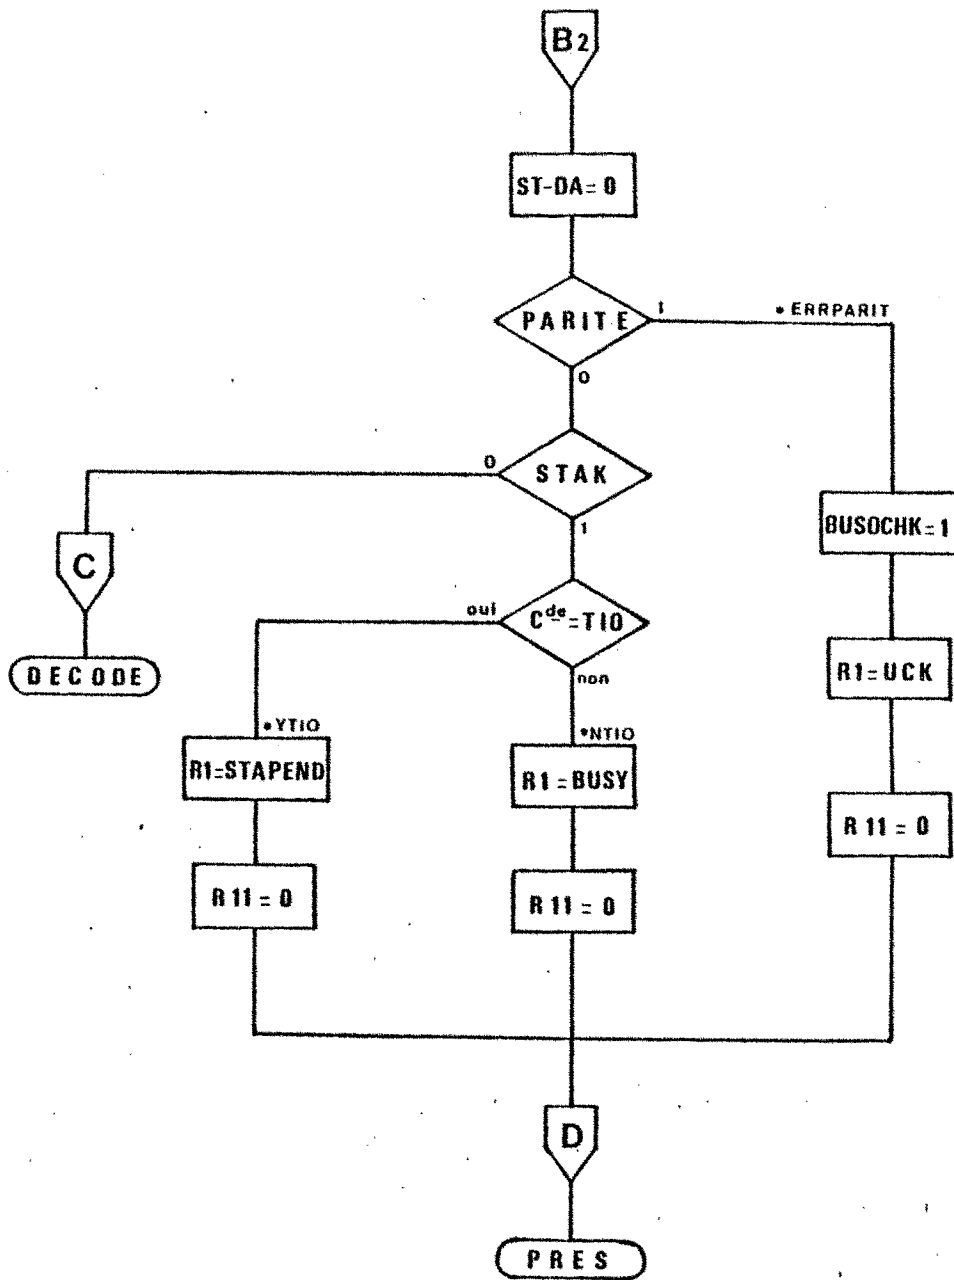 B2
ST-DA=0
PARITE
1
• ERRPARIT
0
STAK
0
1
C
DECODE
BUSOCHK=1
Cde=TIO
oui
non
R1=UCK
•YTIO
R1=STAPEND
*NTIO
R1=BUSY
R11=0
R11=0
R11=0
D
PRES